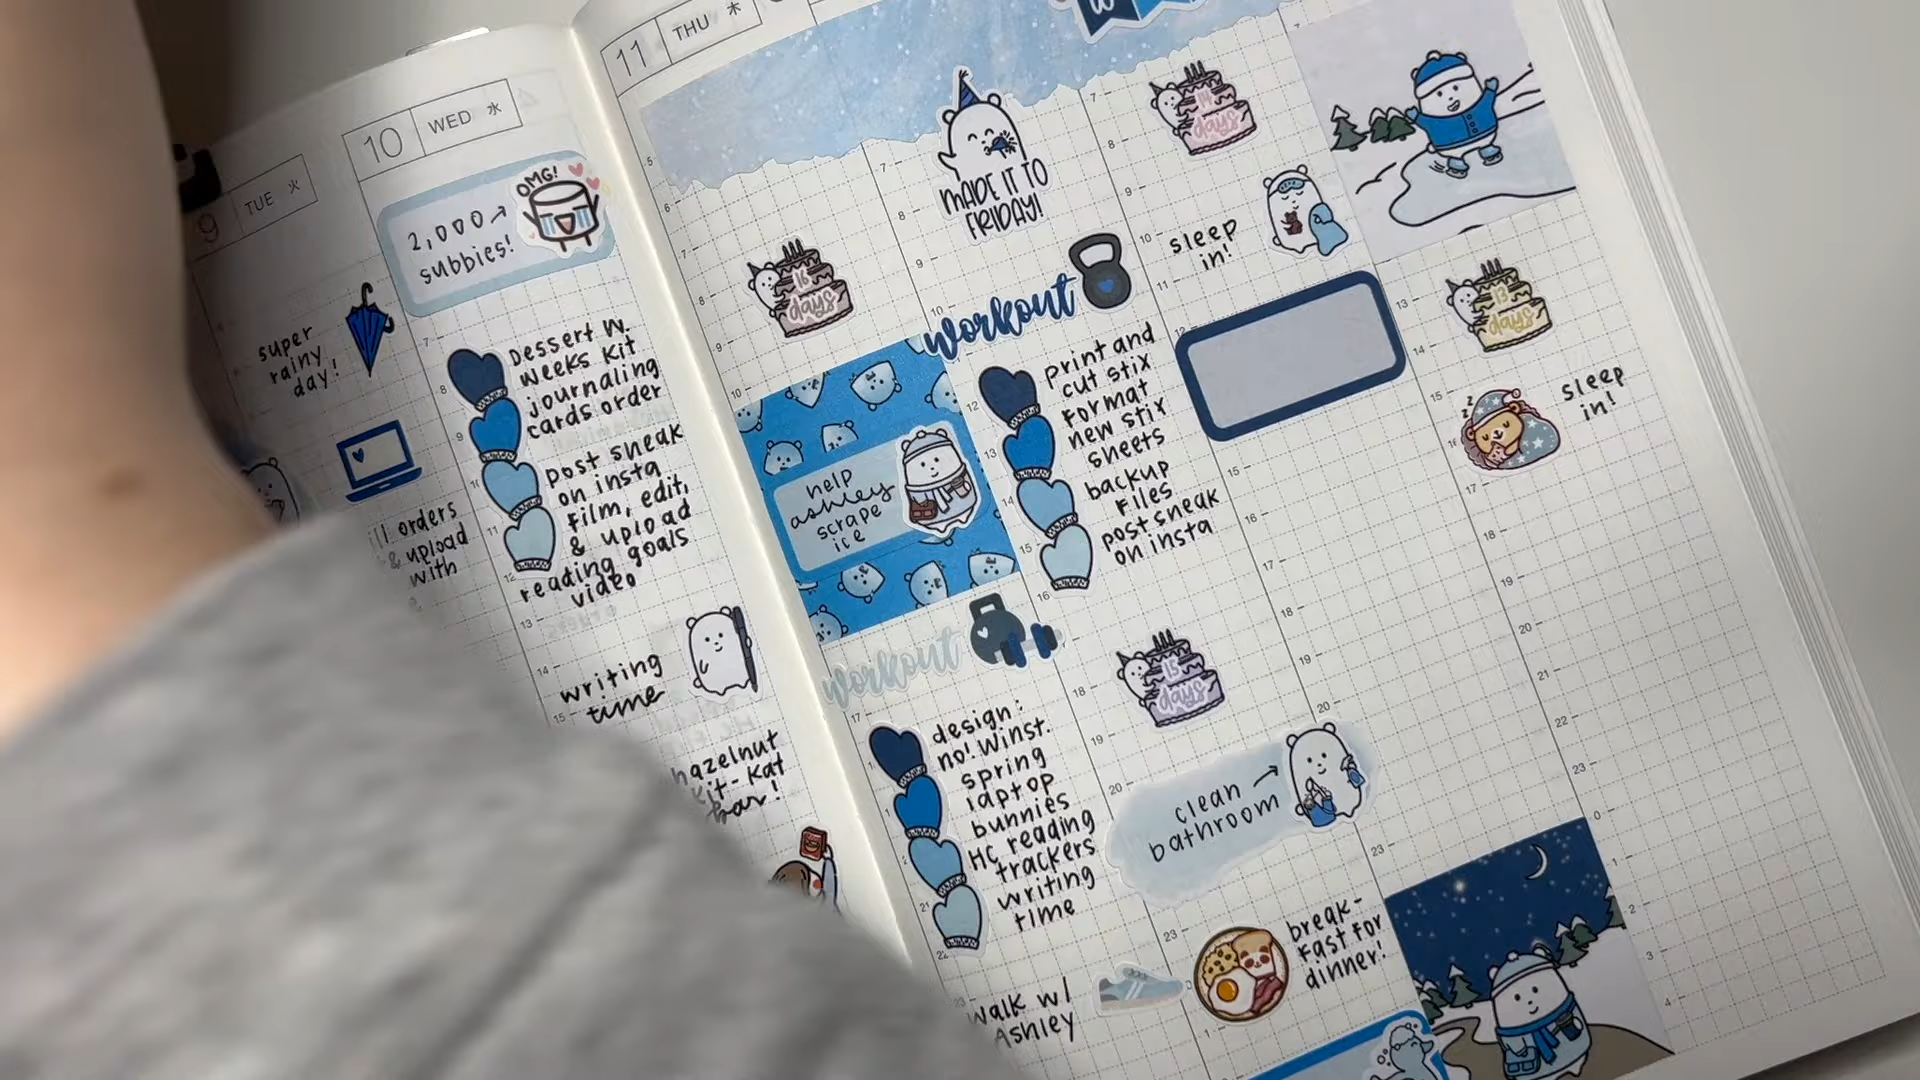 9 TUE 火
super
rainy
day!
ll orders
& upload
with
10 WED 水
2,000
subbies!
OMG!
Dessert W.
weeks kit
journaling
cards order
post sneak
on insta
film, edit,
& upload
reading goals
video
writing
time
hazelnut
kit - kat
bar!
11 THU 木
16
days
help
ashley
scrape
ice
workout
design:
no! Winst.
spring
laptop
bunnies
HC reading
trackers
writing
time
walk w/
Ashley
MADE IT TO
FRIDAY!
workout
print and
cut stix
format
new stix
sheets
backup
files
post sneak
on insta
15
days
clean
bathroom
break-
fast for
dinner!
14
days
sleep
in!
13
days
z z z
sleep
in!